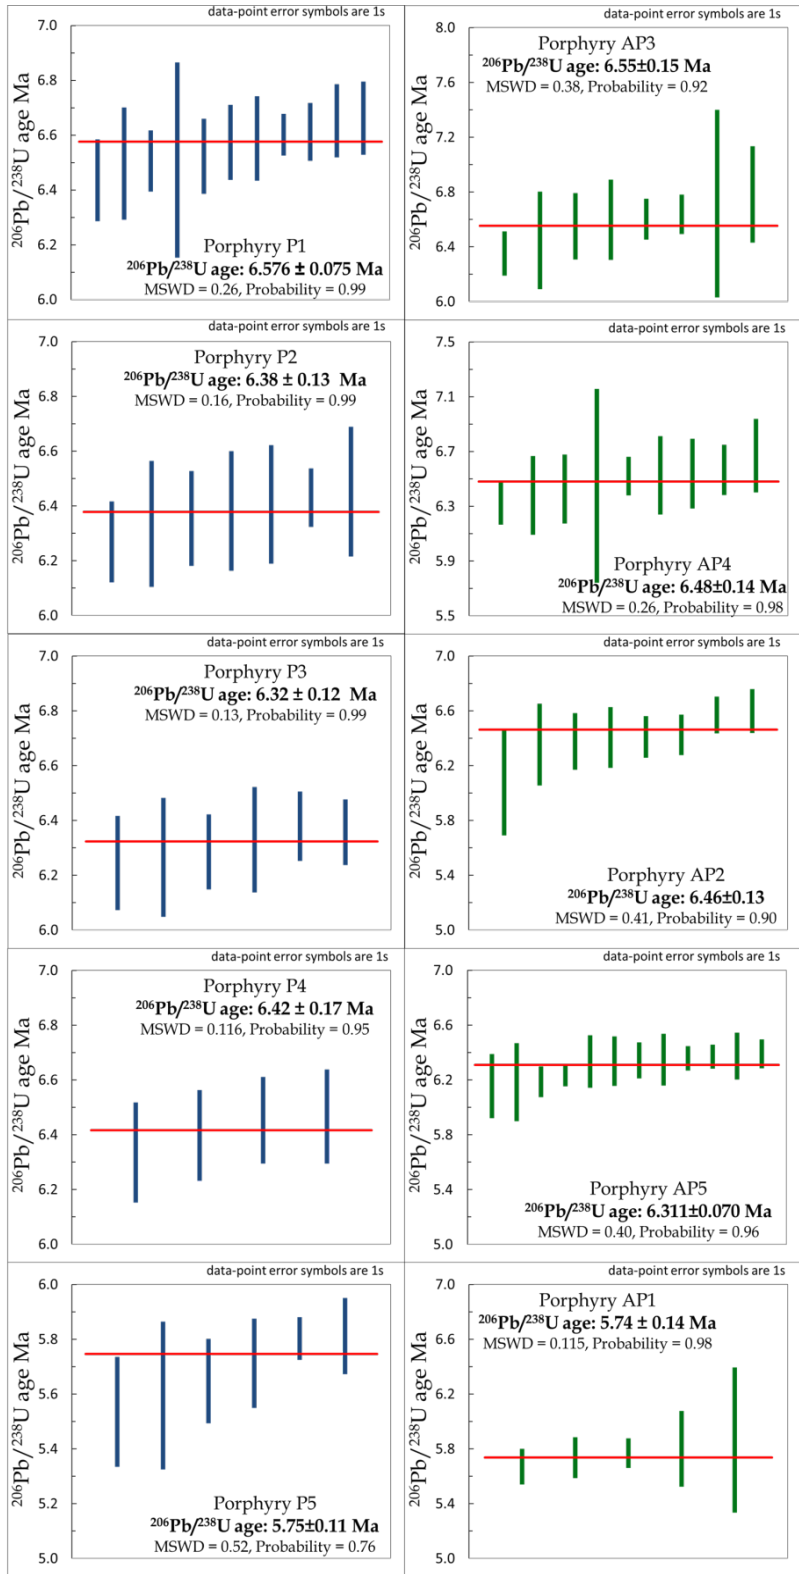 data-point error symbols are 1s
7.0
6.8
6.6
6.4
6.2
6.0
²⁰⁶Pb/²³⁸U age Ma
Porphyry P1
²⁰⁶Pb/²³⁸U age: 6.576 ± 0.075 Ma
MSWD = 0.26, Probability = 0.99
data-point error symbols are 1s
8.0
7.6
7.2
6.8
6.4
6.0
²⁰⁶Pb/²³⁸U age Ma
Porphyry AP3
²⁰⁶Pb/²³⁸U age: 6.55±0.15 Ma
MSWD = 0.38, Probability = 0.92
data-point error symbols are 1s
7.0
6.8
6.6
6.4
6.2
6.0
²⁰⁶Pb/²³⁸U age Ma
Porphyry P2
²⁰⁶Pb/²³⁸U age: 6.38 ± 0.13 Ma
MSWD = 0.16, Probability = 0.99
data-point error symbols are 1s
7.5
7.1
6.7
6.3
5.9
5.5
²⁰⁶Pb/²³⁸U age Ma
Porphyry AP4
²⁰⁶Pb/²³⁸U age: 6.48±0.14 Ma
MSWD = 0.26, Probability = 0.98
data-point error symbols are 1s
7.0
6.8
6.6
6.4
6.2
6.0
²⁰⁶Pb/²³⁸U age Ma
Porphyry P3
²⁰⁶Pb/²³⁸U age: 6.32 ± 0.12 Ma
MSWD = 0.13, Probability = 0.99
data-point error symbols are 1s
7.0
6.6
6.2
5.8
5.4
5.0
²⁰⁶Pb/²³⁸U age Ma
Porphyry AP2
²⁰⁶Pb/²³⁸U age: 6.46±0.13
MSWD = 0.41, Probability = 0.90
data-point error symbols are 1s
7.0
6.8
6.6
6.4
6.2
6.0
²⁰⁶Pb/²³⁸U age Ma
Porphyry P4
²⁰⁶Pb/²³⁸U age: 6.42 ± 0.17 Ma
MSWD = 0.116, Probability = 0.95
data-point error symbols are 1s
7.0
6.6
6.2
5.8
5.4
5.0
²⁰⁶Pb/²³⁸U age Ma
Porphyry AP5
²⁰⁶Pb/²³⁸U age: 6.311±0.070 Ma
MSWD = 0.40, Probability = 0.96
data-point error symbols are 1s
6.0
5.8
5.6
5.4
5.2
5.0
²⁰⁶Pb/²³⁸U age Ma
Porphyry P5
²⁰⁶Pb/²³⁸U age: 5.75±0.11 Ma
MSWD = 0.52, Probability = 0.76
data-point error symbols are 1s
7.0
6.6
6.2
5.8
5.4
5.0
²⁰⁶Pb/²³⁸U age Ma
Porphyry AP1
²⁰⁶Pb/²³⁸U age: 5.74 ± 0.14 Ma
MSWD = 0.115, Probability = 0.98